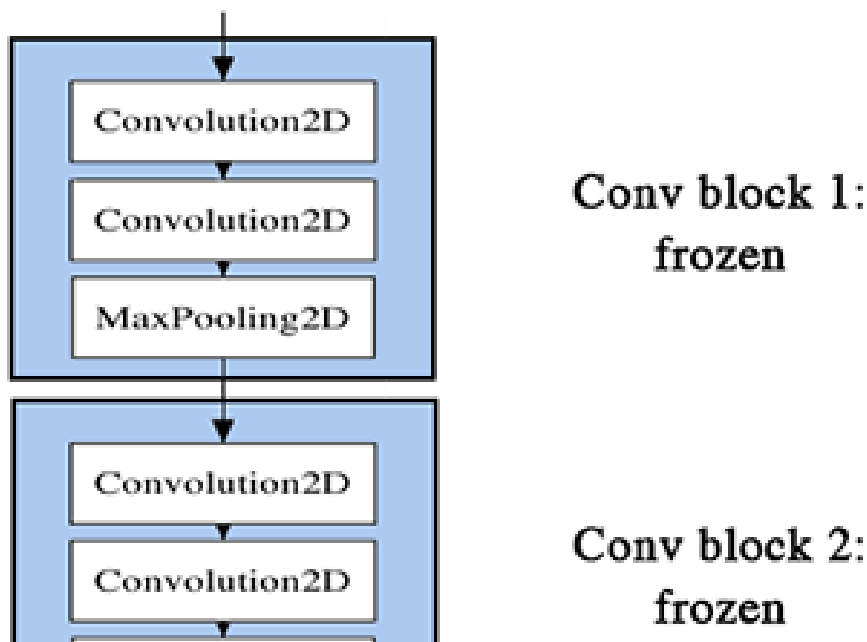 Convolution2D
Convolution2D
MaxPooling2D
Conv block 1:
frozen
Convolution2D
Convolution2D
Conv block 2:
frozen